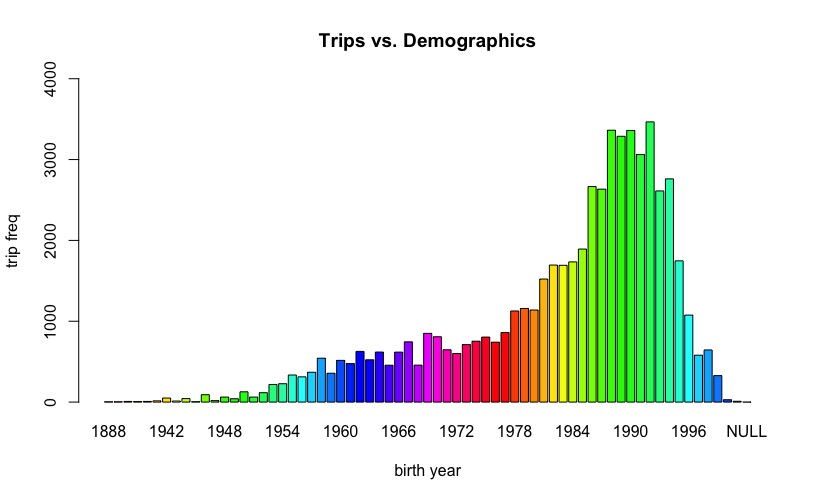 Trips vs. Demographics
trip freq
4000
3000
2000
1000
0
1888 1942 1948 1954 1960 1966 1972 1978 1984 1990 1996 NULL
birth year